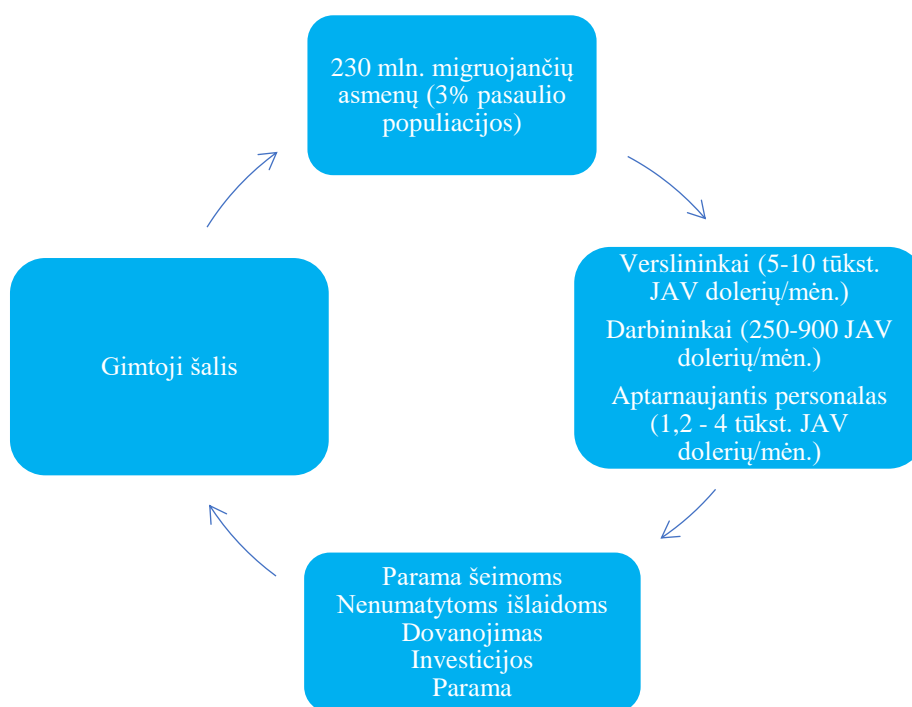 230 mln. migruojančių
asmenų (3% pasaulio
populiacijos)
Verslininkai (5-10 tūkst.
JAV dolerių/mėn.)
Darbininkai (250-900 JAV
dolerių/mėn.)
Aptarnaujantis personalas
(1,2 - 4 tūkst. JAV
dolerių/mėn.)
Parama šeimoms
Nenumatytoms išlaidoms
Dovanojimas
Investicijos
Parama
Gimtoji šalis